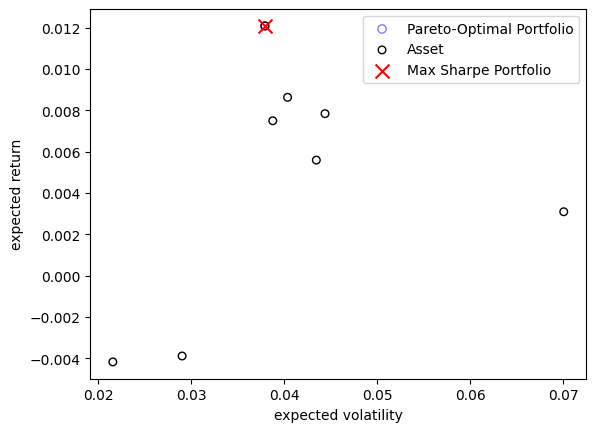 0.012
0.010
0.008
0.006
0.004
0.002
0.000
−0.002
−0.004
expected return
Pareto-Optimal Portfolio
Asset
Max Sharpe Portfolio
0.02 0.03 0.04 0.05 0.06 0.07
expected volatility